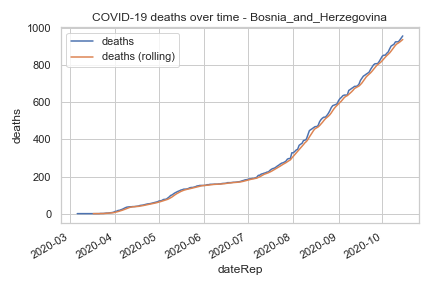 COVID-19 deaths over time - Bosnia_and_Herzegovina
deaths
deaths (rolling)
1000
800
600
400
200
0
deaths
2020-03
2020-04
2020-05
2020-06
2020-07
2020-08
2020-09
2020-10
dateRep